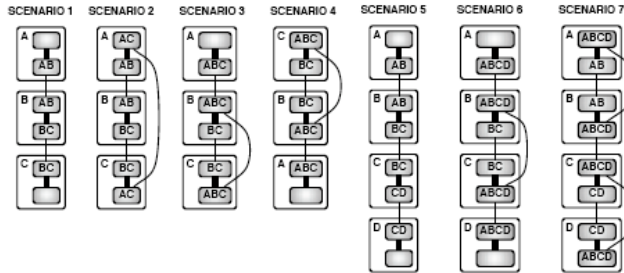 SCENARIO 1
A
AB
B AB
BC
C BC
SCENARIO 2
A AC
AB
B AB
BC
C BC
AC
SCENARIO 3
A
ABC
B ABC
BC
C BC
ABC
SCENARIO 4
C ABC
BC
B BC
ABC
A ABC
SCENARIO 5
A
AB
B AB
BC
C BC
CD
D CD
SCENARIO 6
A
ABCD
B ABCD
BC
C BC
ABCD
D ABCD
SCENARIO 7
A ABCD
AB
B AB
ABCD
C ABCD
CD
D CD
ABCD